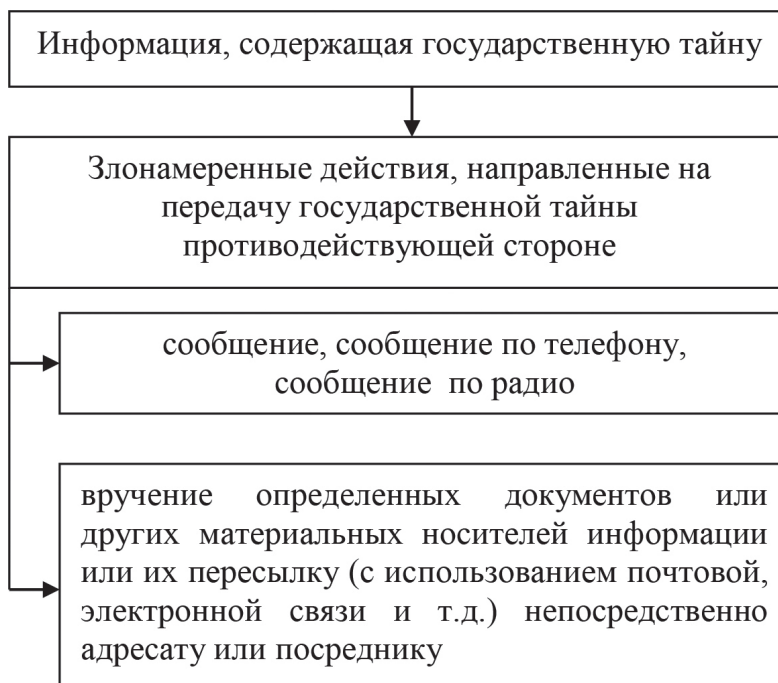 Информация, содержащая государственную тайну
Злонамеренные действия, направленные на
передачу государственной тайны
противодействующей стороне
сообщение, сообщение по телефону,
сообщение по радио
вручение определенных документов или
других материальных носителей информации
или их пересылку (с использованием почтовой,
электронной связи и т.д.) непосредственно
адресату или посреднику